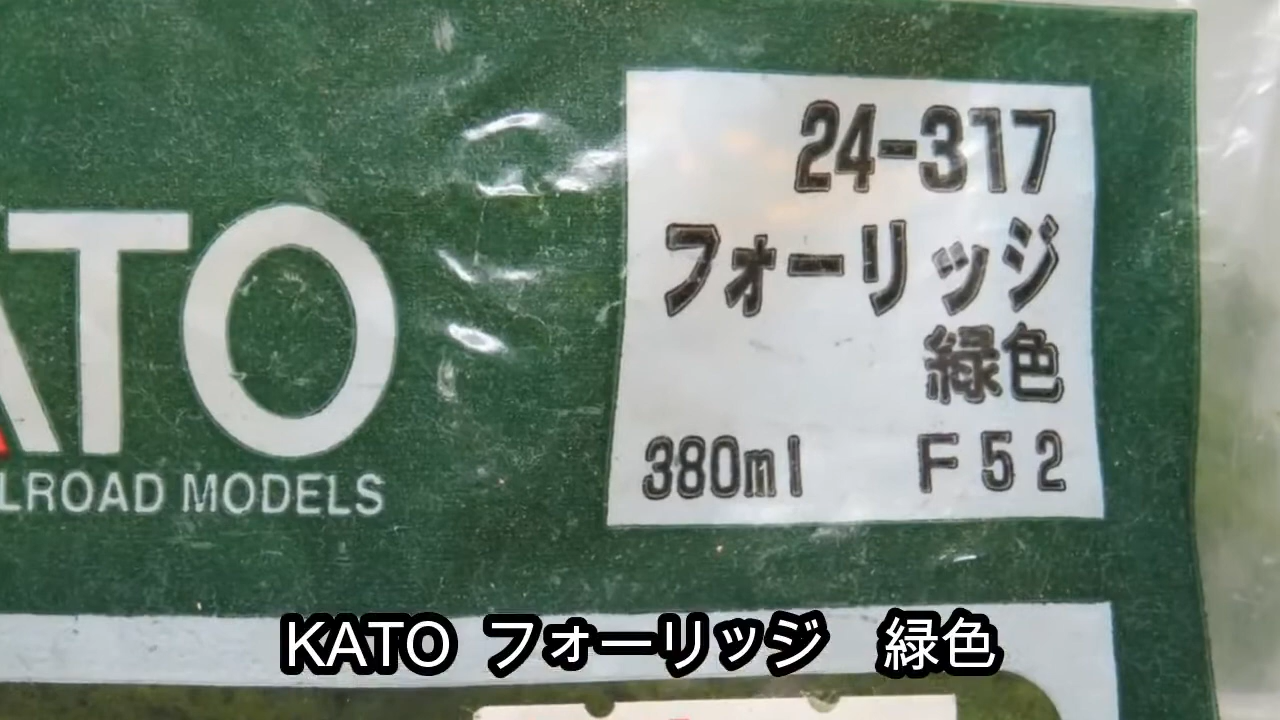 24-317
フォーリッジ
緑色
380ml F52
ATO
LROAD MODELS
KATO フォーリッジ 緑色